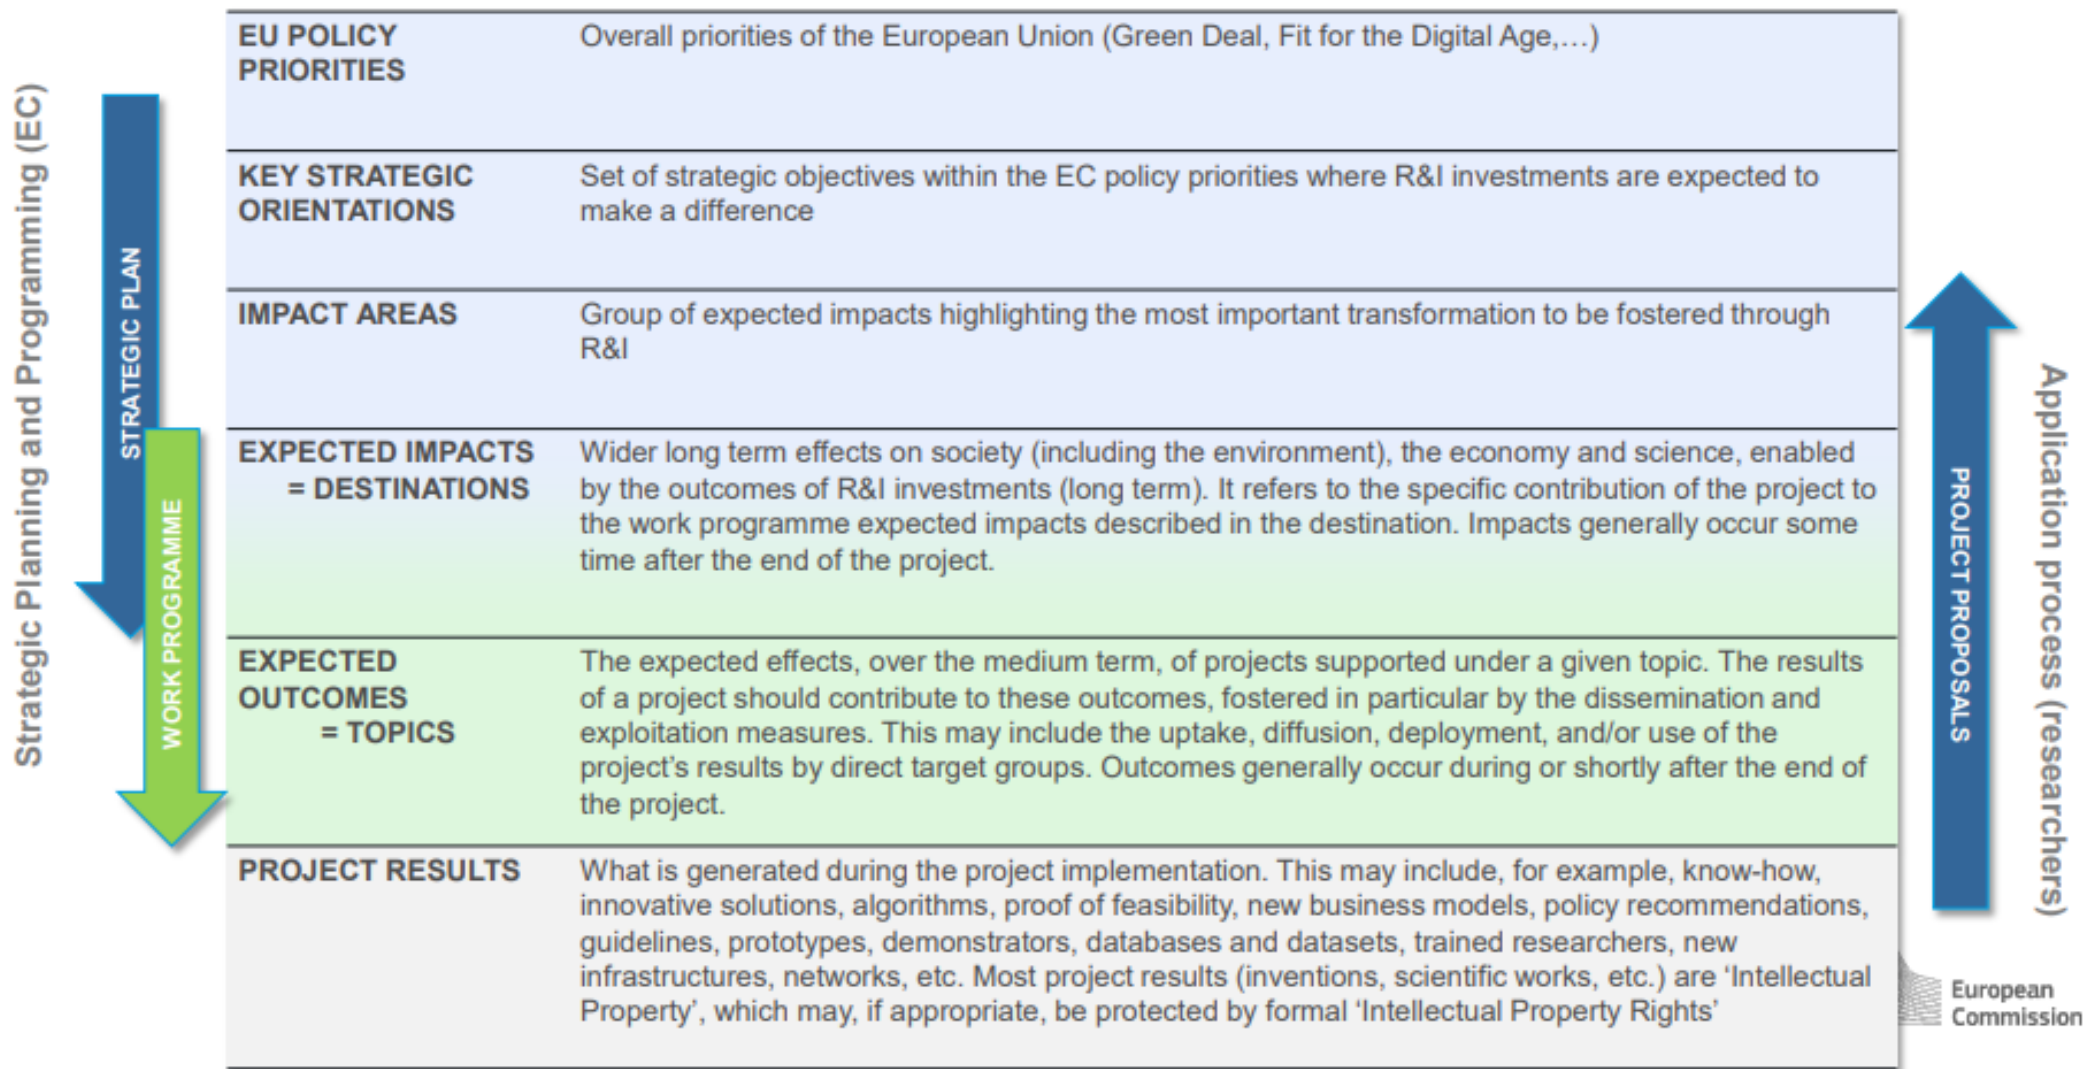 Strategic Planning and Programming (EC)
STRATEGIC PLAN
WORK PROGRAMME
EU POLICY
PRIORITIES
Overall priorities of the European Union (Green Deal, Fit for the Digital Age,…)
KEY STRATEGIC
ORIENTATIONS
Set of strategic objectives within the EC policy priorities where R&I investments are expected to
make a difference
IMPACT AREAS
Group of expected impacts highlighting the most important transformation to be fostered through
R&I
EXPECTED IMPACTS
= DESTINATIONS
Wider long term effects on society (including the environment), the economy and science, enabled
by the outcomes of R&I investments (long term). It refers to the specific contribution of the project to
the work programme expected impacts described in the destination. Impacts generally occur some
time after the end of the project.
EXPECTED
OUTCOMES
= TOPICS
The expected effects, over the medium term, of projects supported under a given topic. The results
of a project should contribute to these outcomes, fostered in particular by the dissemination and
exploitation measures. This may include the uptake, diffusion, deployment, and/or use of the
project's results by direct target groups. Outcomes generally occur during or shortly after the end of
the project.
PROJECT RESULTS
What is generated during the project implementation. This may include, for example, know-how,
innovative solutions, algorithms, proof of feasibility, new business models, policy recommendations,
guidelines, prototypes, demonstrators, databases and datasets, trained researchers, new
infrastructures, networks, etc. Most project results (inventions, scientific works, etc.) are ‘Intellectual
Property’, which may, if appropriate, be protected by formal ‘Intellectual Property Rights’
PROJECT PROPOSALS
Application process (researchers)
European
Commission